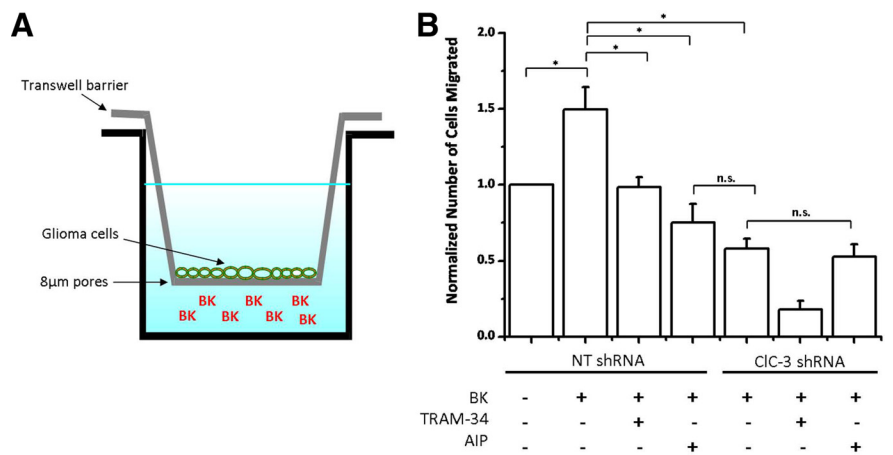 A
Transwell barrier
Glioma cells
8µm pores
BK BK BK
BK BK BK BK
B
Normalized Number of Cells Migrated
2.0
1.5
1.0
0.5
0.0
*
*
*
*
n.s.
n.s.
NT shRNA ClC-3 shRNA
BK - + + + + + +
TRAM-34 - - + - - + -
AIP - - - + - - +